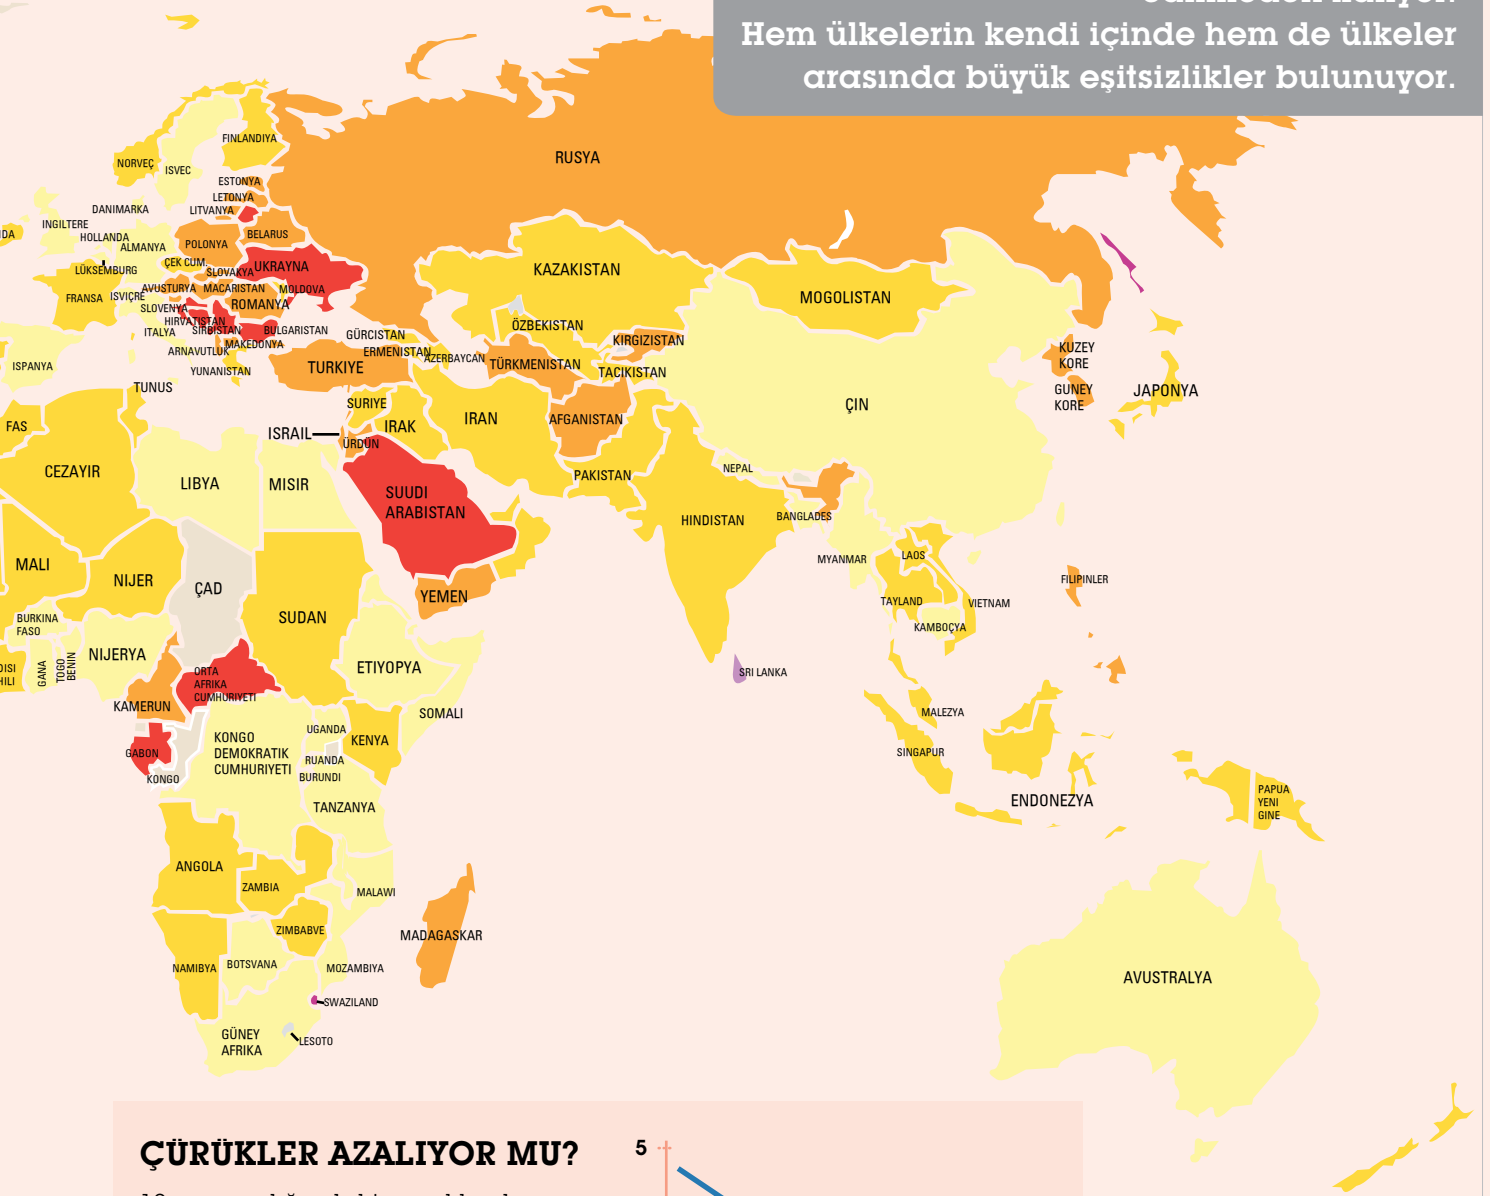 Hem ülkelerin kendi içinde hem de ülkeler
arasında büyük eşitsizlikler bulunuyor.
RUSYA
FINLANDIYA
NORVEÇ
ISVEC
ESTONYA
LETONYA
LITVANYA
DANIMARKA
INGILTERE
HOLLANDA
ALMANYA
POLONYA
BELARUS
LÜKSEMBURG
ÇEK CUM.
SLOVAKYA
UKRAYNA
AVUSTURYA
MACARISTAN
MOLDOVA
FRANSA
ISVIÇRE
SLOVENYA
ROMANYA
HIRVATISTAN
ITALYA
SIRBISTAN
BULGARISTAN
ARNAVUTLUK
MAKEDONYA
YUNANISTAN
ISPANYA
TUNUS
GÜRCISTAN
ERMENISTAN
AZERBAYCAN
TURKIYE
KAZAKISTAN
MOGOLISTAN
ÖZBEKISTAN
KIRGIZISTAN
TÜRKMENISTAN
TACIKISTAN
KUZEY
KORE
GUNEY
KORE
JAPONYA
ÇIN
SURIYE
IRAK
IRAN
AFGANISTAN
ISRAIL
ÜRDÜN
FAS
CEZAYIR
LIBYA
MISIR
SUUDI
ARABISTAN
PAKISTAN
NEPAL
HINDISTAN
BANGLADES
MYANMAR
LAOS
TAYLAND
VIETNAM
KAMBOÇYA
FILIPINLER
MALI
NIJER
ÇAD
SUDAN
YEMEN
BURKINA
FASO
GANA
TOGO
BENIN
NIJERYA
ETIYOPYA
ORTA
AFRIKA
CUMHURIYETI
KAMERUN
SOMALI
SRI LANKA
GABON
KONGO
KONGO
DEMOKRATIK
CUMHURIYETI
UGANDA
KENYA
RUANDA
BURUNDI
TANZANYA
MALEZYA
SINGAPUR
ENDONEZYA
PAPUA
YENI
GINE
ANGOLA
ZAMBIA
MALAWI
ZIMBABVE
MADAGASKAR
NAMIBYA
BOTSVANA
MOZAMBIYA
SWAZILAND
GÜNEY
AFRIKA
LESOTO
AVUSTRALYA
ÇÜRÜKLER AZALIYOR MU?
5